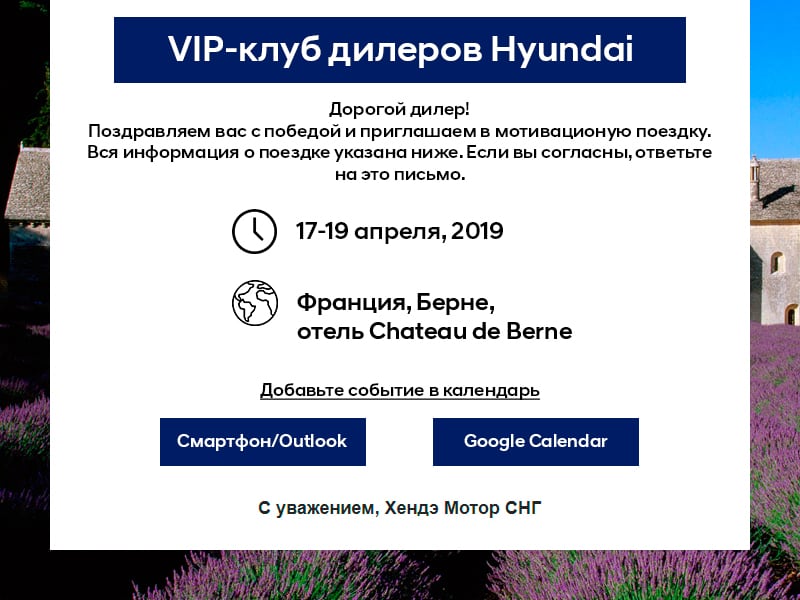 VIP-клуб дилеров Hyundai
Дорогой дилер!
Поздравляем вас с победой и приглашаем в мотивационую поездку.
Вся информация о поездке указана ниже. Если вы согласны, ответьте
на это письмо.
17-19 апреля, 2019
Франция, Берне,
отель Chateau de Berne
Добавьте событие в календарь
Смартфон/Outlook
Google Calendar
С уважением, Хендэ Мотор СНГ